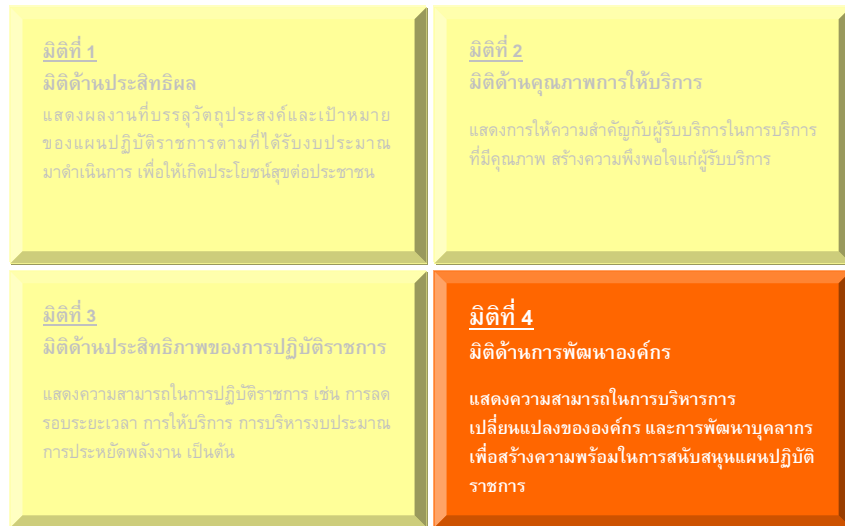 มิติที่ 1
มิติด้านประสิทธิผล
แสดงผลงานที่บรรลุวัตถุประสงค์และเป้าหมาย
ของแผนปฏิบัติราชการตามที่ได้รับงบประมาณ
มาดำเนินการ เพื่อให้เกิดประโยชน์สุขต่อประชาชน
มิติที่ 2
มิติด้านคุณภาพการให้บริการ
แสดงการให้ความสำคัญกับผู้รับบริการในการบริการ
ที่มีคุณภาพ สร้างความพึงพอใจแก่ผู้รับบริการ
มิติที่ 3
มิติด้านประสิทธิภาพของการปฏิบัติราชการ
แสดงความสามารถในการปฏิบัติราชการ เช่น การลด
รอบระยะเวลา การให้บริการ การบริหารงบประมาณ
การประหยัดพลังงาน เป็นต้น
มิติที่ 4
มิติด้านการพัฒนาองค์กร
แสดงความสามารถในการบริหารการ
เปลี่ยนแปลงขององค์กร และการพัฒนาบุคลากร
เพื่อสร้างความพร้อมในการสนับสนุนแผนปฏิบัติ
ราชการ